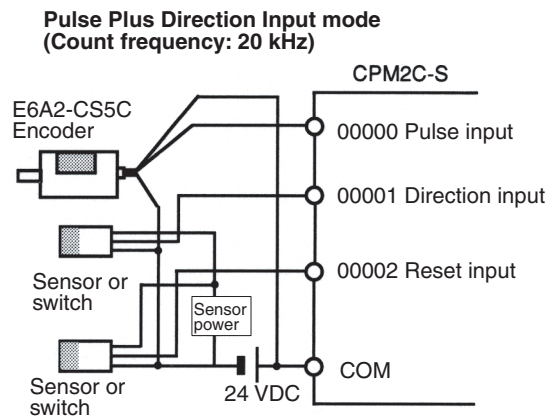 Pulse Plus Direction Input mode
(Count frequency: 20 kHz)
CPM2C-S
E6A2-CS5C
Encoder
00000 Pulse input
00001 Direction input
Sensor or
switch
00002 Reset input
Sensor
power
24 VDC
COM
Sensor or
switch